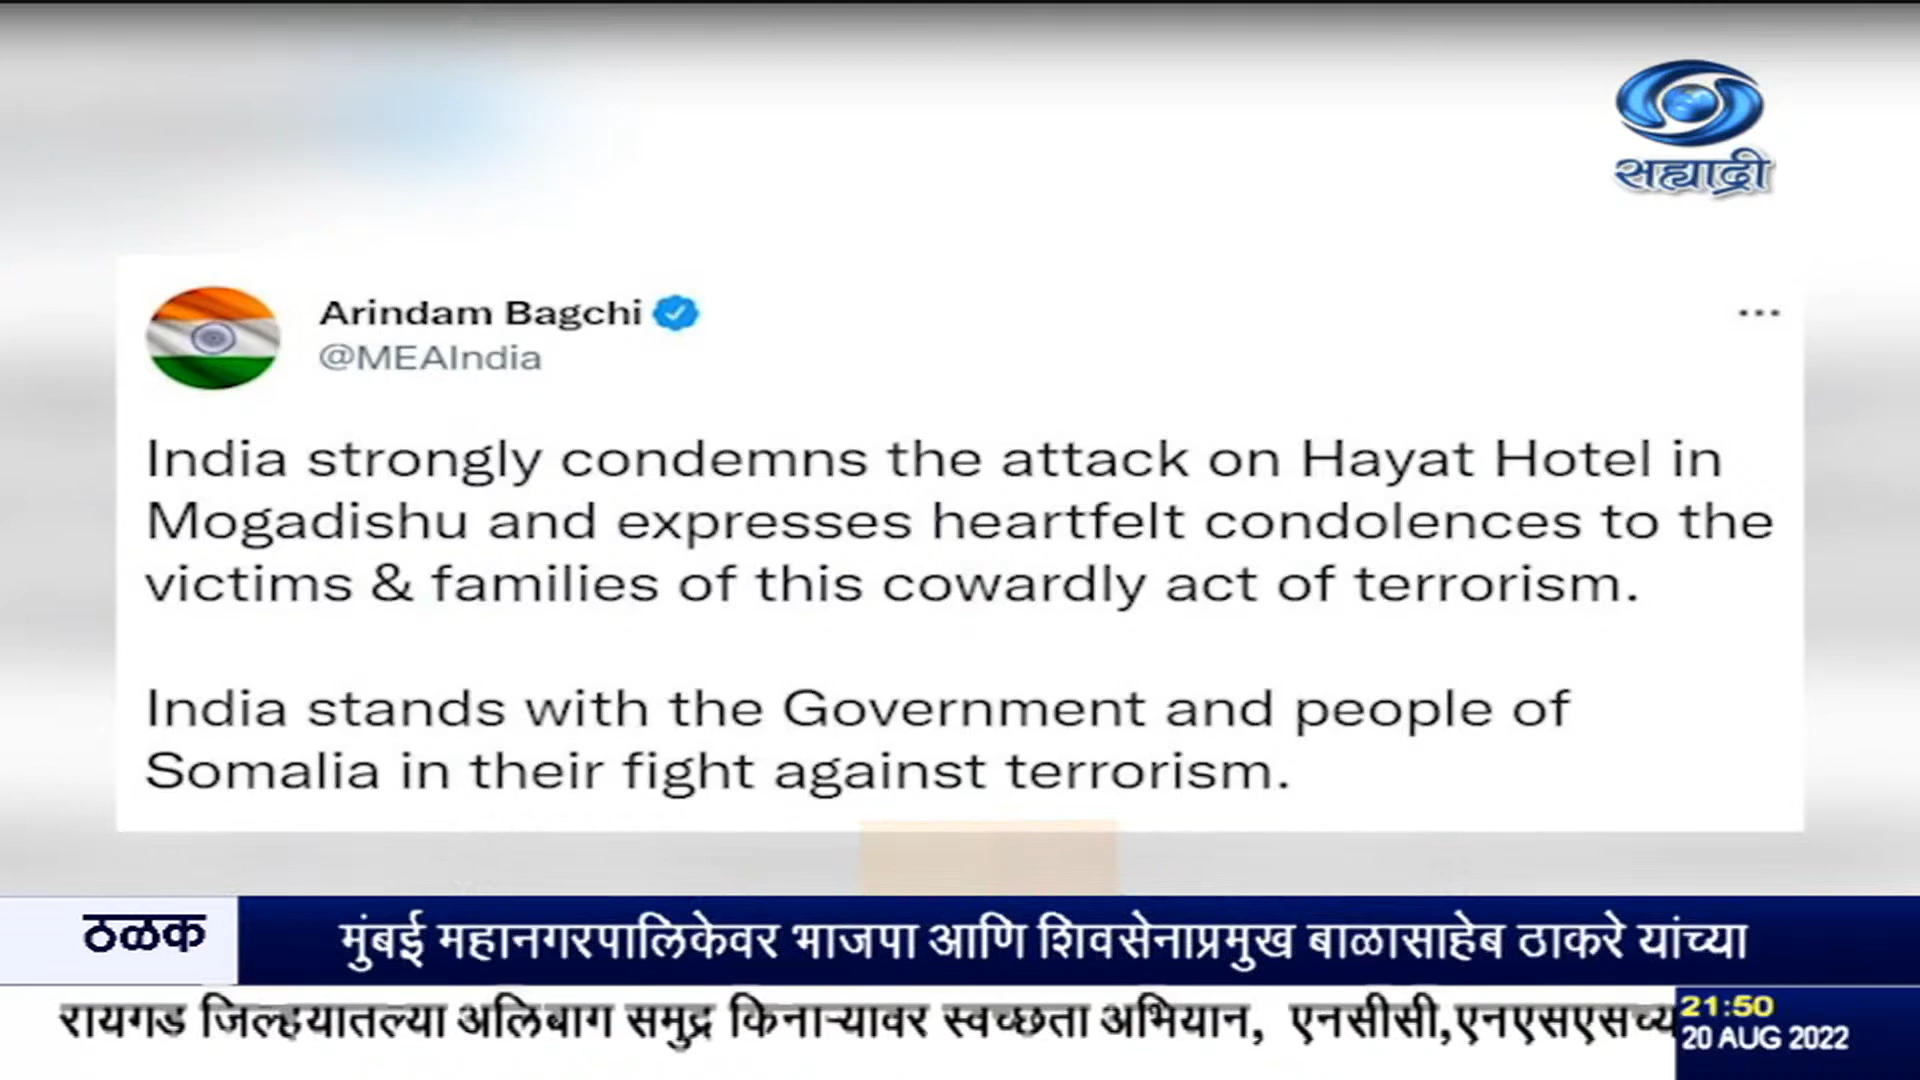 सह्याद्री
Arindam Bagchi
@MEAIndia
India strongly condemns the attack on Hayat Hotel in
Mogadishu and expresses heartfelt condolences to the
victims & families of this cowardly act of terrorism.
India stands with the Government and people of
Somalia in their fight against terrorism.
ठळक
मुंबई महानगरपालिकेवर भाजपा आणि शिवसेनाप्रमुख बाळासाहेब ठाकरे यांच्या
रायगड जिल्हयातल्या अलिबाग समुद्र किनाऱ्यावर स्वच्छता अभियान, एनसीसी,एनएसएसच्य
21:50
20 AUG 2022